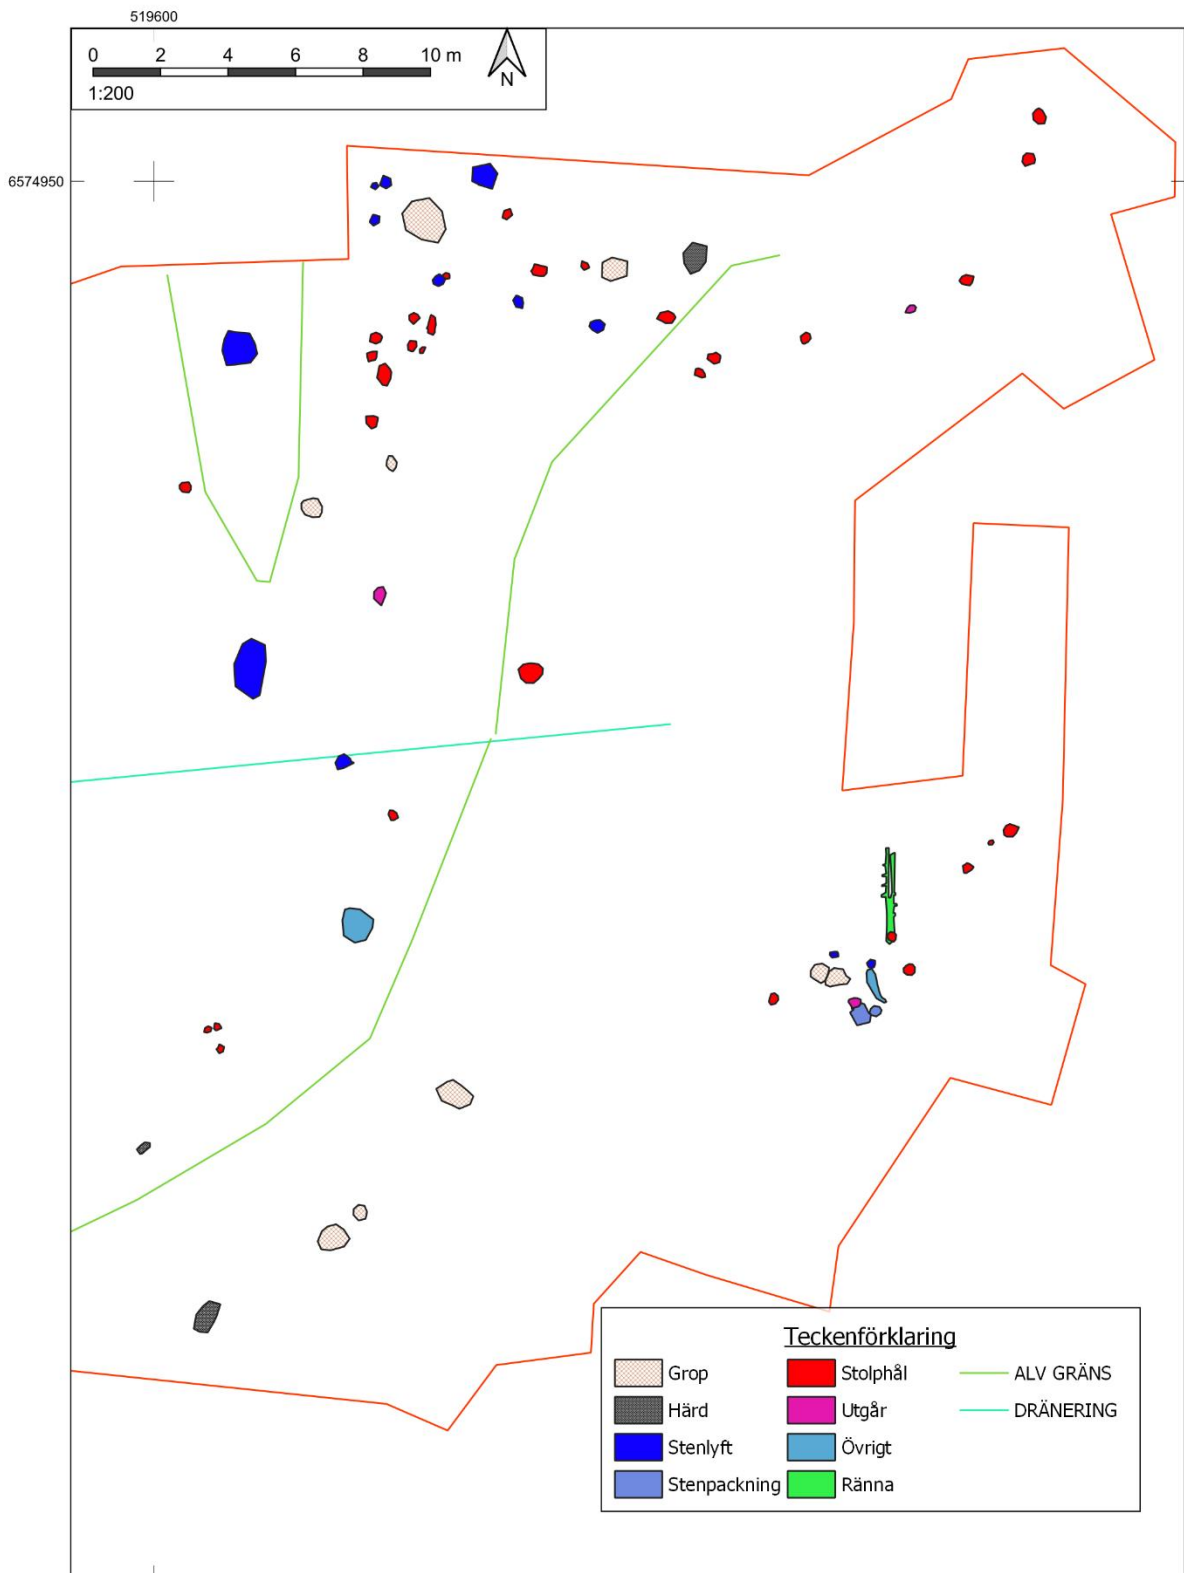 519600
0 2 4 6 8 10 m
N
1:200
6574950
Teckenförklaring
Grop
Stolphål
ALV GRÄNS
Härd
Utgår
DRÄNERING
Stenlyft
Övrigt
Stenpackning
Ränna